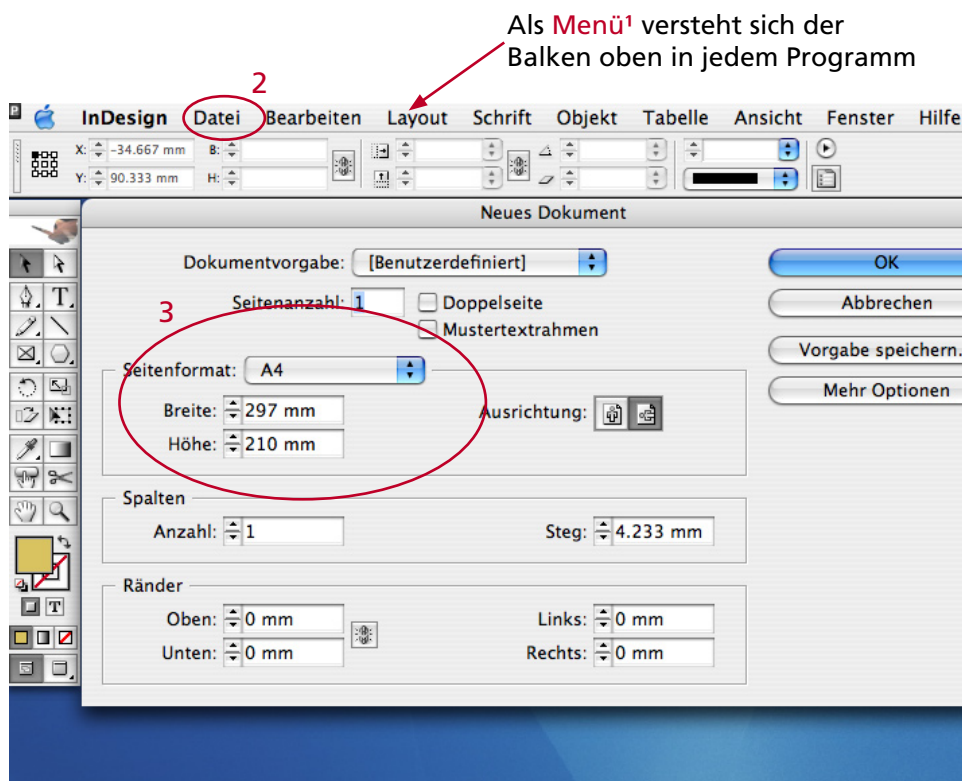 Als Menü¹ versteht sich der
Balken oben in jedem Programm
2
P
InDesign Datei Bearbeiten Layout Schrift Objekt Tabelle Ansicht Fenster Hilfe
X: -34.667 mm B:
Y: 90.333 mm H:
Neues Dokument
Dokumentvorgabe: [Benutzerdefiniert] OK
3
Seitenanzahl: 1 Doppelseite Abbrechen
Mustertextrahmen
Vorgabe speichern.
Seitenformat: A4
Mehr Optionen
Breite: 297 mm Ausrichtung:
Höhe: 210 mm
Spalten
Anzahl: 1 Steg: 4.233 mm
Ränder
Oben: 0 mm Links: 0 mm
Unten: 0 mm Rechts: 0 mm
T
T